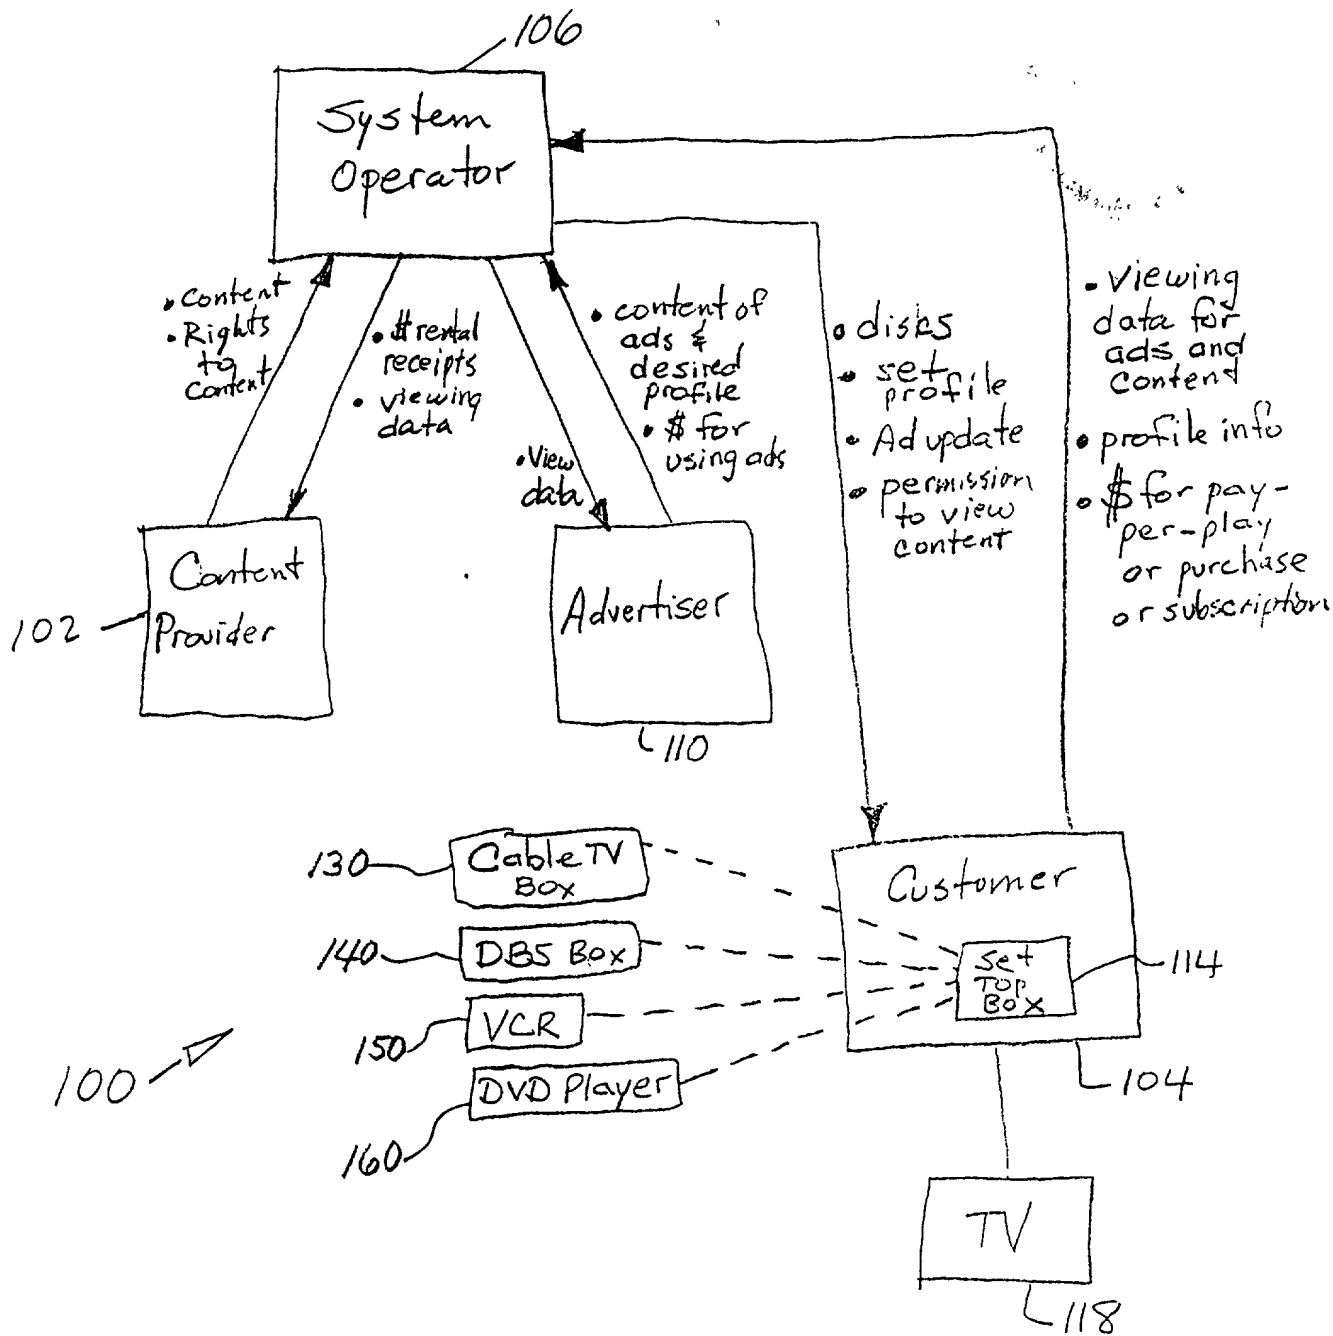 106
System
Operator
• Content
• Rights
to
Content
• $ rental
receipts
• viewing
data
• View
data
• content of
ads &
desired
profile
• $ for
using ads
• disks
• set
profile
• Ad update
• permission
to view
content
• viewing
data for
ads and
content
• profile info
• $ for pay-
per-play
or purchase
or subscription
Content
Provider
102
Advertiser
110
130
Cable TV
Box
140
DBS Box
150
VCR
160
DVD Player
Customer
Set
Top
Box
114
104
100
TV
118